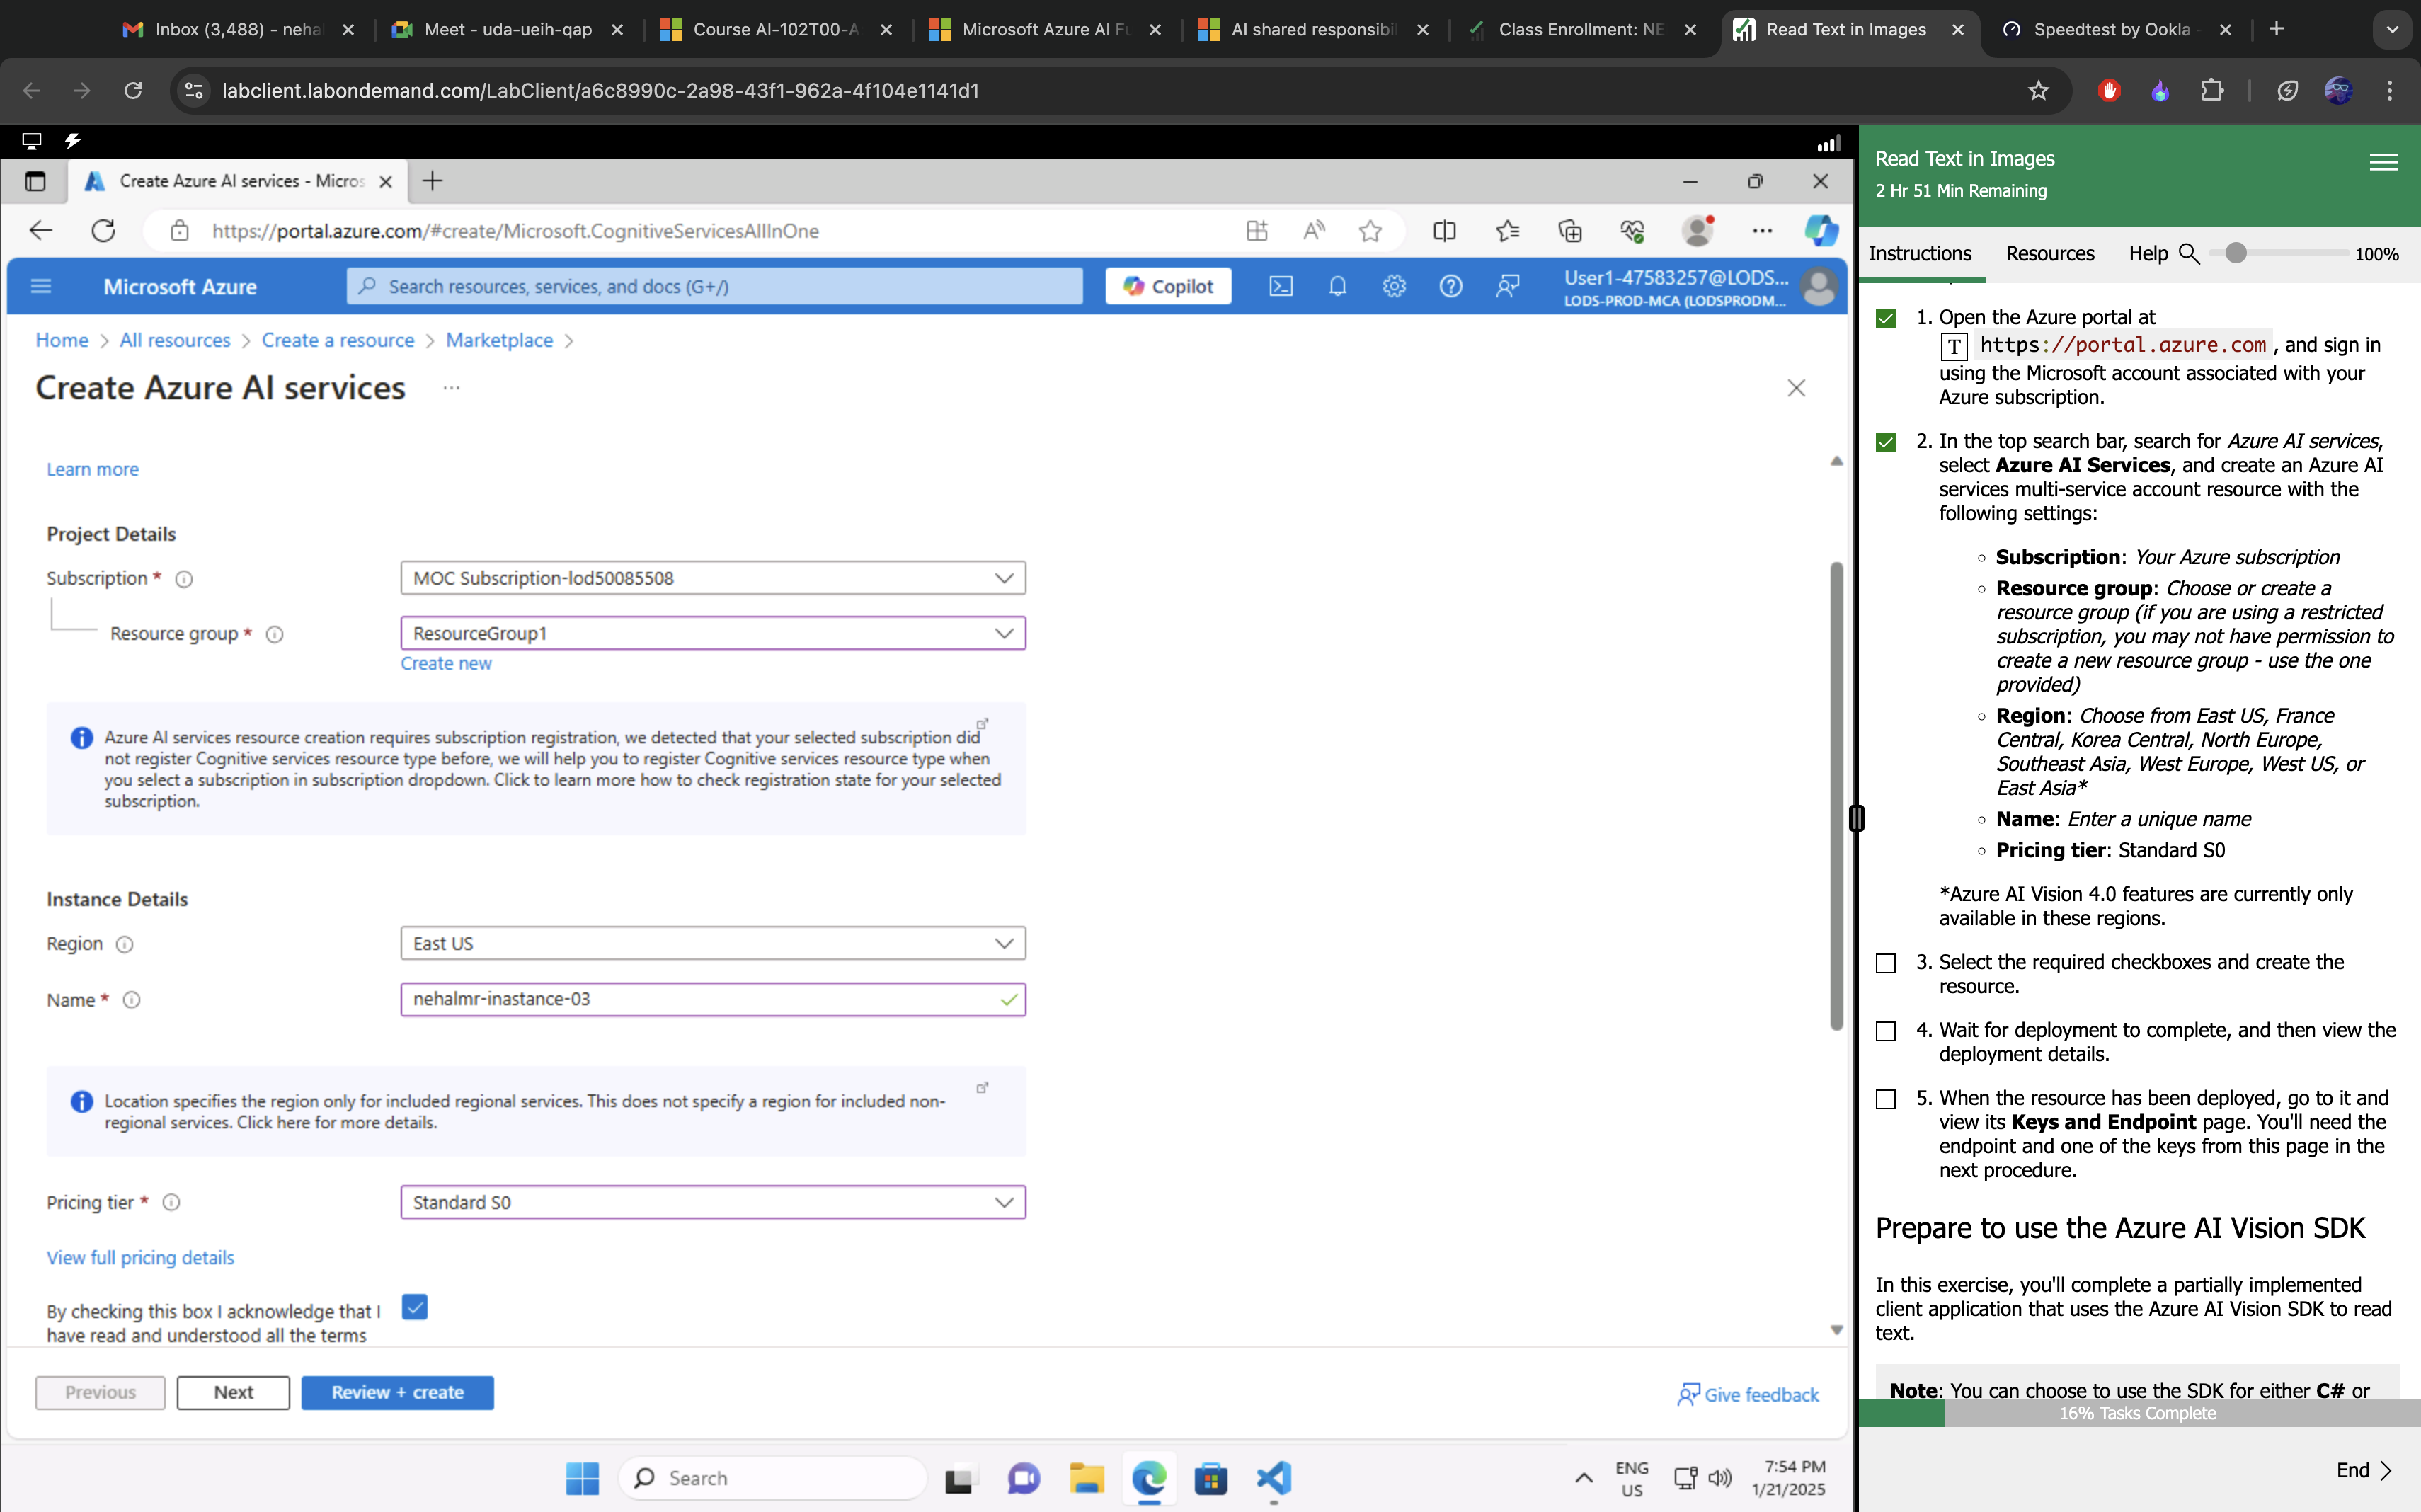 Inbox (3,488) - neha
Meet - uda-ueih-qap
Course AI-102T00-A
Microsoft Azure AI Fu
AI shared responsibi
Class Enrollment: NE
Read Text in Images
Speedtest by Ookla
labclient.labondemand.com/LabClient/a6c8990c-2a98-43f1-962a-4f104e1141d1
Create Azure AI services - Micros
https://portal.azure.com/#create/Microsoft.CognitiveServicesAllInOne
Microsoft Azure
Search resources, services, and docs (G+/)
Copilot
User1-47583257@LODS...
LODS-PROD-MCA (LODSPRODM...
Home > All resources > Create a resource > Marketplace >
Create Azure AI services ...
Learn more
Project Details
Subscription *
MOC Subscription-lod50085508
Resource group *
ResourceGroup1
Create new
Azure AI services resource creation requires subscription registration, we detected that your selected subscription did
not register Cognitive services resource type before, we will help you to register Cognitive services resource type when
you select a subscription in subscription dropdown. Click to learn more how to check registration state for your selected
subscription.
Instance Details
Region
East US
Name *
nehalmr-inastance-03
Location specifies the region only for included regional services. This does not specify a region for included non-
regional services. Click here for more details.
Pricing tier *
Standard S0
View full pricing details
By checking this box I acknowledge that I
have read and understood all the terms
Previous
Next
Review + create
Give feedback
Search
ENG
US
7:54 PM
1/21/2025
Read Text in Images
2 Hr 51 Min Remaining
Instructions
Resources
Help
100%
1. Open the Azure portal at
T https://portal.azure.com, and sign in
using the Microsoft account associated with your
Azure subscription.
2. In the top search bar, search for Azure AI services,
select Azure AI Services, and create an Azure AI
services multi-service account resource with the
following settings:
Subscription: Your Azure subscription
Resource group: Choose or create a
resource group (if you are using a restricted
subscription, you may not have permission to
create a new resource group - use the one
provided)
Region: Choose from East US, France
Central, Korea Central, North Europe,
Southeast Asia, West Europe, West US, or
East Asia*
Name: Enter a unique name
Pricing tier: Standard S0
*Azure AI Vision 4.0 features are currently only
available in these regions.
3. Select the required checkboxes and create the
resource.
4. Wait for deployment to complete, and then view the
deployment details.
5. When the resource has been deployed, go to it and
view its Keys and Endpoint page. You'll need the
endpoint and one of the keys from this page in the
next procedure.
Prepare to use the Azure AI Vision SDK
In this exercise, you'll complete a partially implemented
client application that uses the Azure AI Vision SDK to read
text.
Note: You can choose to use the SDK for either C# or
16% Tasks Complete
End >